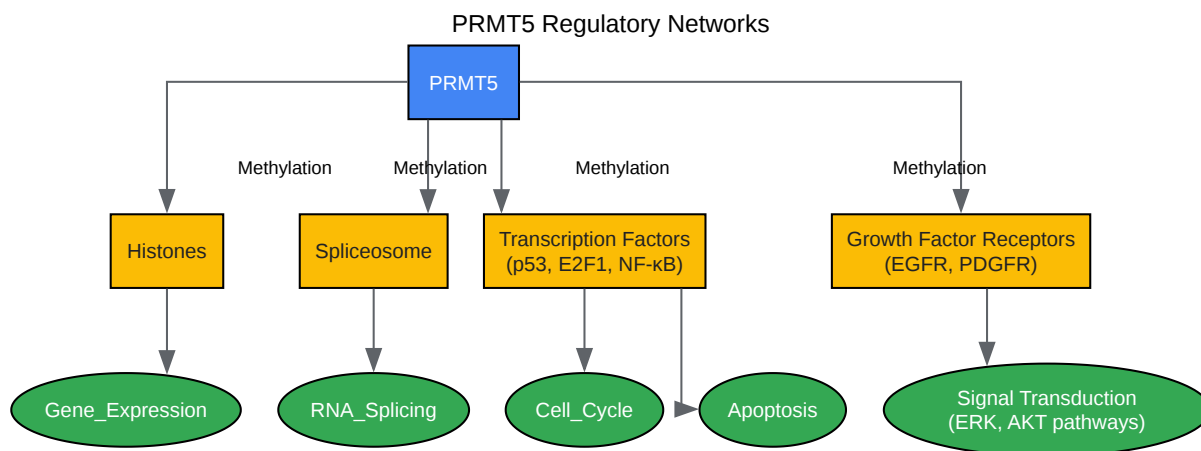 PRMT5 Regulatory Networks
PRMT5
Methylation
Methylation
Methylation
Methylation
Histones
Spliceosome
Transcription Factors
(p53, E2F1, NF-κB)
Growth Factor Receptors
(EGFR, PDGFR)
Gene_Expression
RNA_Splicing
Cell_Cycle
Apoptosis
Signal Transduction
(ERK, AKT pathways)